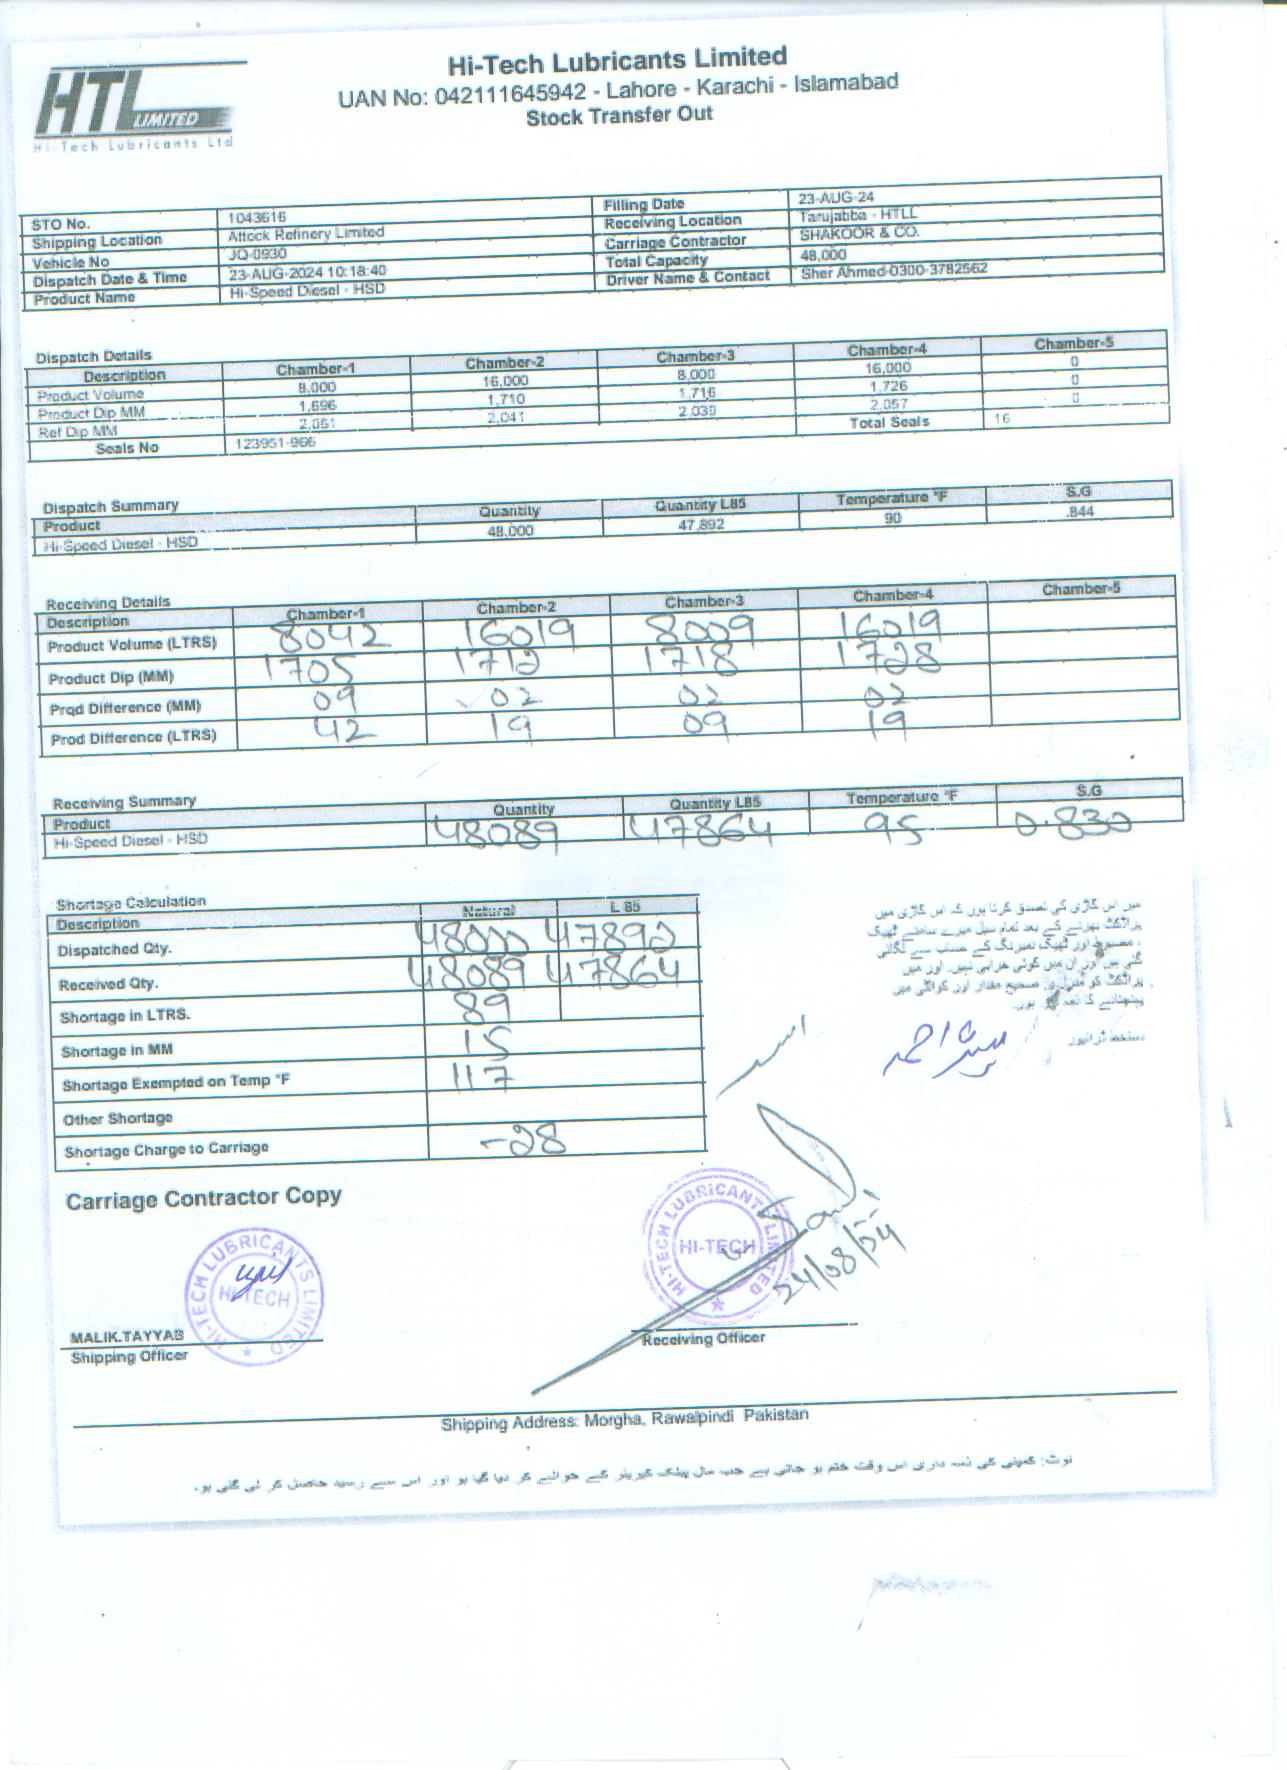 HTL
LIMITED
Hi-Tech Lubricants Ltd
Hi-Tech Lubricants Limited
UAN No: 042111645942 - Lahore - Karachi - Islamabad
Stock Transfer Out
STO No. 1043616 Filling Date 23-AUG-24
Shipping Location Attock Refinery Limited Receiving Location Tarujabba - HTLL
Vehicle No JQ-0930 Carriage Contractor SHAKOOR & CO.
Dispatch Date & Time 23-AUG-2024 10:18:40 Total Capacity 48,000
Product Name Hi-Speed Diesel - HSD Driver Name & Contact Sher Ahmed-0300-3782562
Dispatch Details
Description Chamber-1 Chamber-2 Chamber-3 Chamber-4 Chamber-5
Product Volume 8,000 16,000 8,000 16,000 0
Product Dip MM 1,696 1,710 1,716 1,726 0
Ref Dip MM 2,051 2,041 2,039 2,057 0
Seals No 123951-966 Total Seals 16
Dispatch Summary
Product Quantity Quantity L85 Temperature °F S.G
Hi-Speed Diesel - HSD 48,000 47,892 90 .844
Receiving Details
Description Chamber-1 Chamber-2 Chamber-3 Chamber-4 Chamber-5
Product Volume (LTRS) 8042 16019 8009 16019
Product Dip (MM) 1705 1712 1718 1728
Prod Difference (MM) 09 02 02 02
Prod Difference (LTRS) 42 19 09 19
Receiving Summary
Product Quantity Quantity L85 Temperature °F S.G
Hi-Speed Diesel - HSD 48089 47864 95 0.830
Shortage Calculation
Description Natural L 85
Dispatched Qty. 48000 47892
Received Qty. 48089 47864
Shortage in LTRS. 89
Shortage in MM 15
Shortage Exempted on Temp °F 117
Other Shortage
Shortage Charge to Carriage -28
میں اس گاڑی کی تصدیق کرتا ہوں کہ اس گاڑی میں
پراڈکٹ بھرنے کے بعد تمام سیل میرے سامنے ٹھیک
، مضبوط اور ٹھیک نمبرنگ کے حساب سے لگائی
گئی ہیں اور ان میں کوئی خرابی نہیں۔ اور میں
پراڈکٹ کو منزل پر صحیح مقدار اور کوالٹی میں
پہنچانے کا ذمہ دار ہوں۔
دستخط ڈرائیور
Carriage Contractor Copy
HI-TECH LUBRICANTS LIMITED
HI-TECH
HI-TECH LUBRICANTS LIMITED
HI-TECH
24/08/24
MALIK.TAYYAB
Shipping Officer
Receiving Officer
Shipping Address: Morgha, Rawalpindi Pakistan
نوٹ: کمپنی کی ذمہ داری اس وقت ختم ہو جاتی ہے جب مال پبلک کیریئر کے حوالے کر دیا گیا ہو اور اس سے رسید حاصل کر لی گئی ہو۔